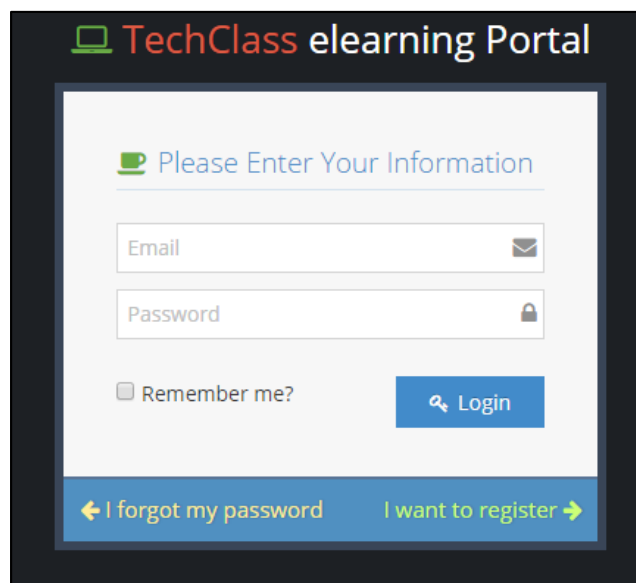 TechClass elearning Portal
Please Enter Your Information
Email
Password
Remember me?
Login
I forgot my password
I want to register